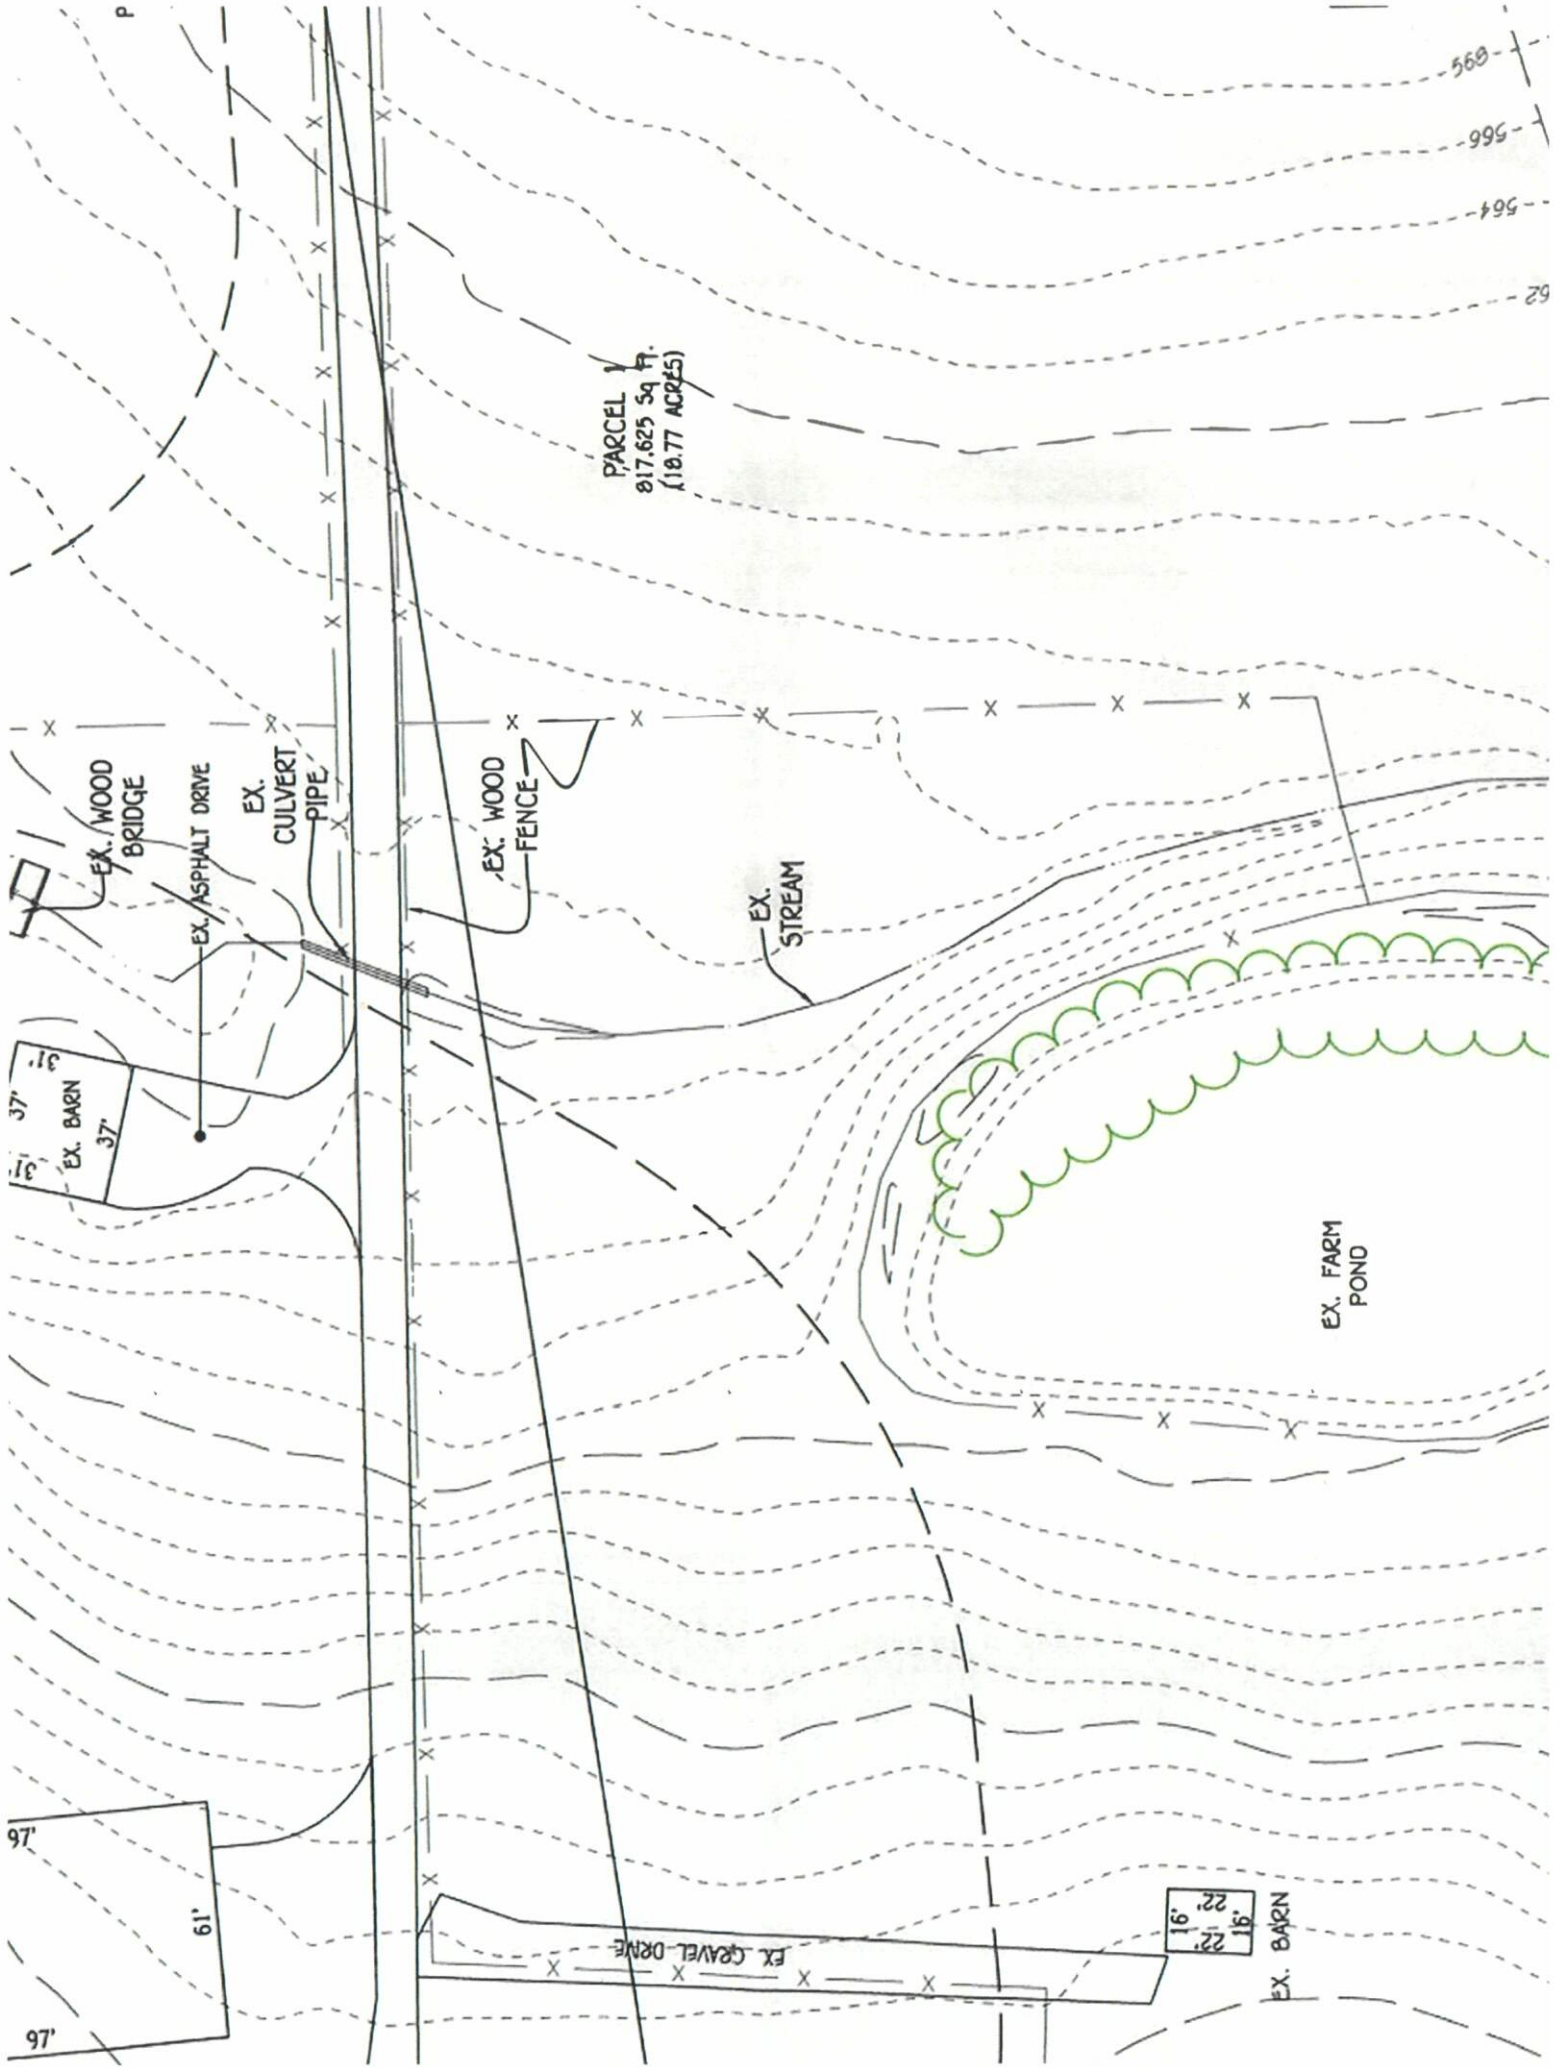 P
568
566
564
62
PARCEL 1
817,625 Sq Ft.
(18.77 ACRES)
EX. WOOD
BRIDGE
EX. ASPHALT DRIVE
EX.
CULVERT
PIPE
EX. WOOD
FENCE
EX.
STREAM
31'
37'
EX. BARN
37'
31'
EX. FARM
POND
97'
61'
97'
EX GRAVEL DRIVE
16'
22'
22'
16'
EX. BARN